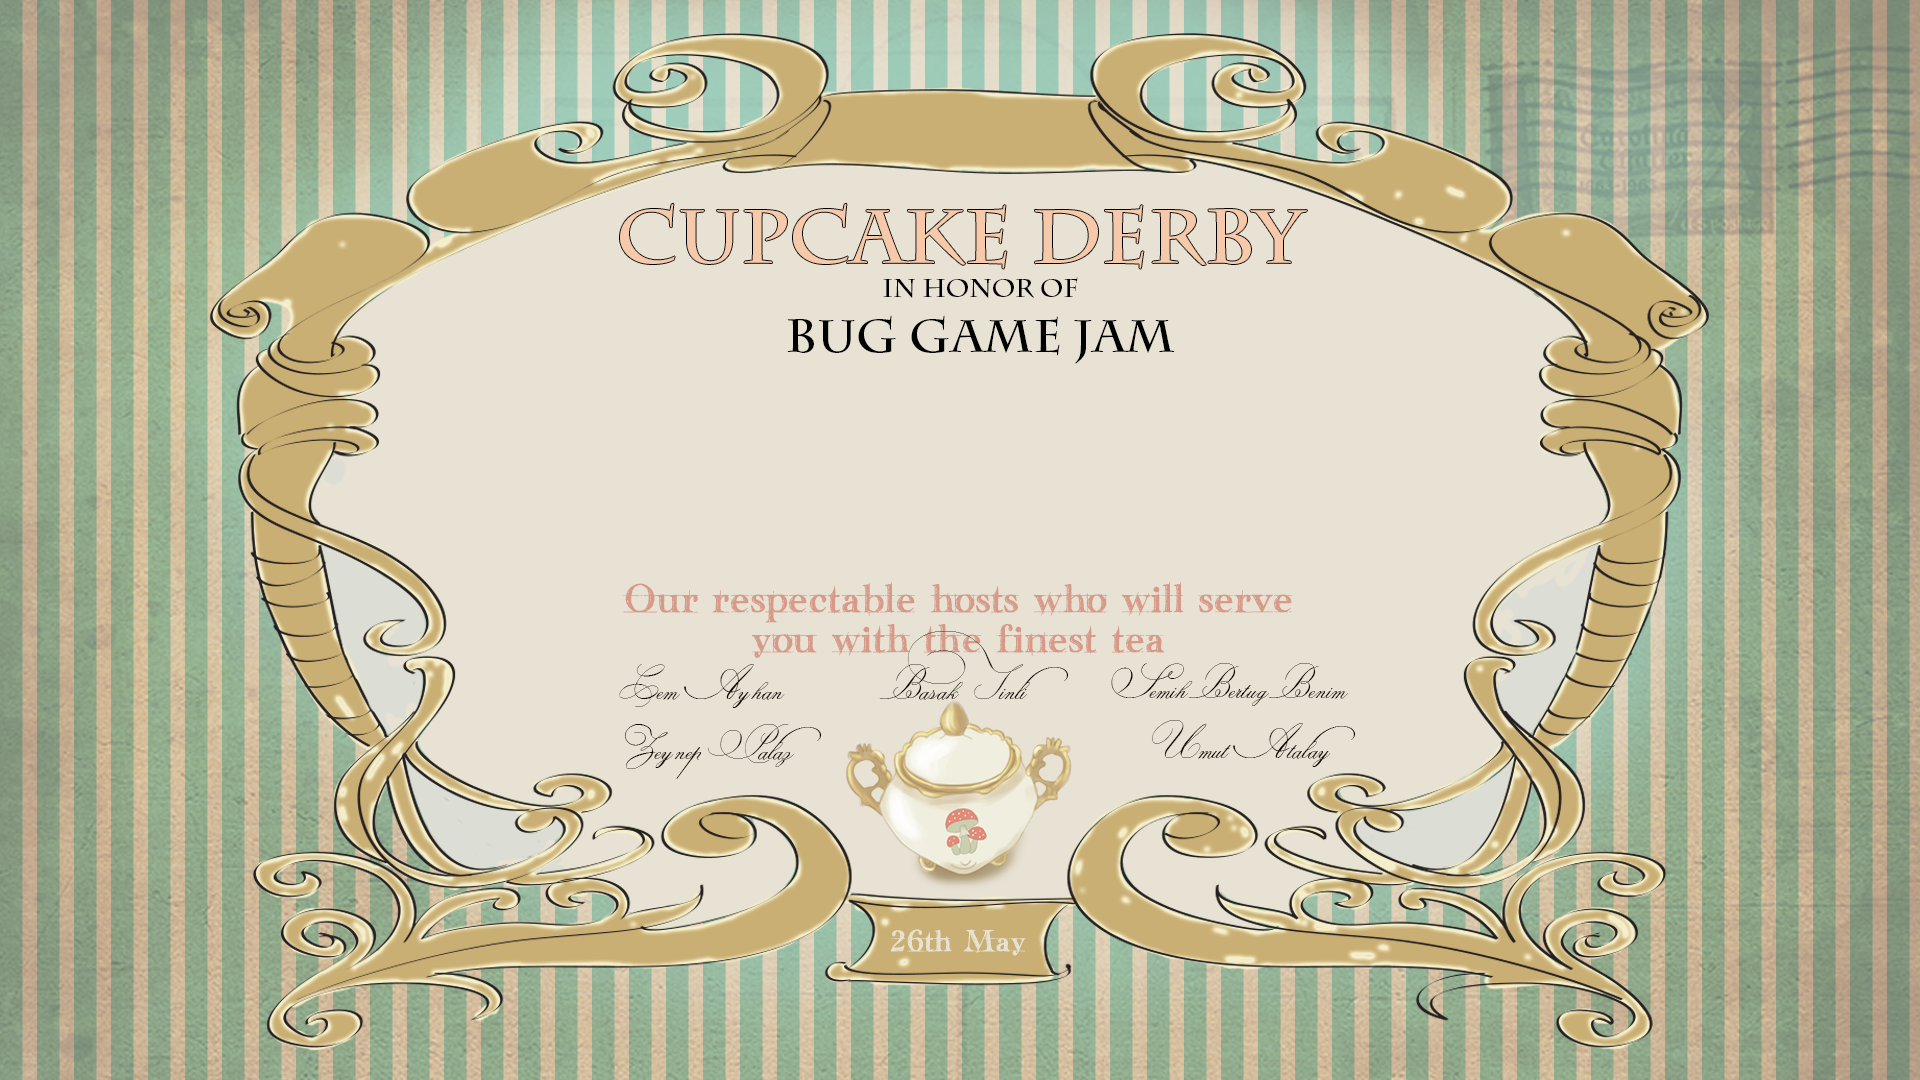 CUPCAKE DERBY
IN HONOR OF
BUG GAME JAM
Our respectable hosts who will serve
you with the finest tea
Cem Ayhan Basak Tinli Semih Bertug Benim
Zeynep Palaz Umut Atalay
26th May